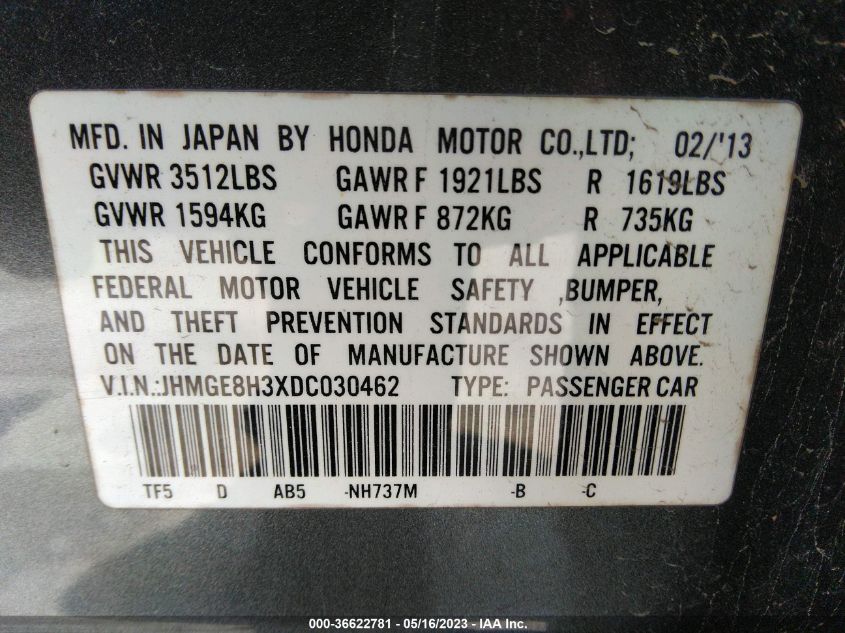 MFD. IN JAPAN BY HONDA MOTOR CO.,LTD; 02/'13
GVWR 3512LBS GAWR F 1921LBS R 1619LBS
GVWR 1594KG GAWR F 872KG R 735KG
THIS VEHICLE CONFORMS TO ALL APPLICABLE
FEDERAL MOTOR VEHICLE SAFETY ,BUMPER,
AND THEFT PREVENTION STANDARDS IN EFFECT
ON THE DATE OF MANUFACTURE SHOWN ABOVE.
V.I.N.:JHMGE8H3XDC030462 TYPE: PASSENGER CAR
TF5 D AB5 -NH737M -B -C
000-36622781 - 05/16/2023 - IAA Inc.